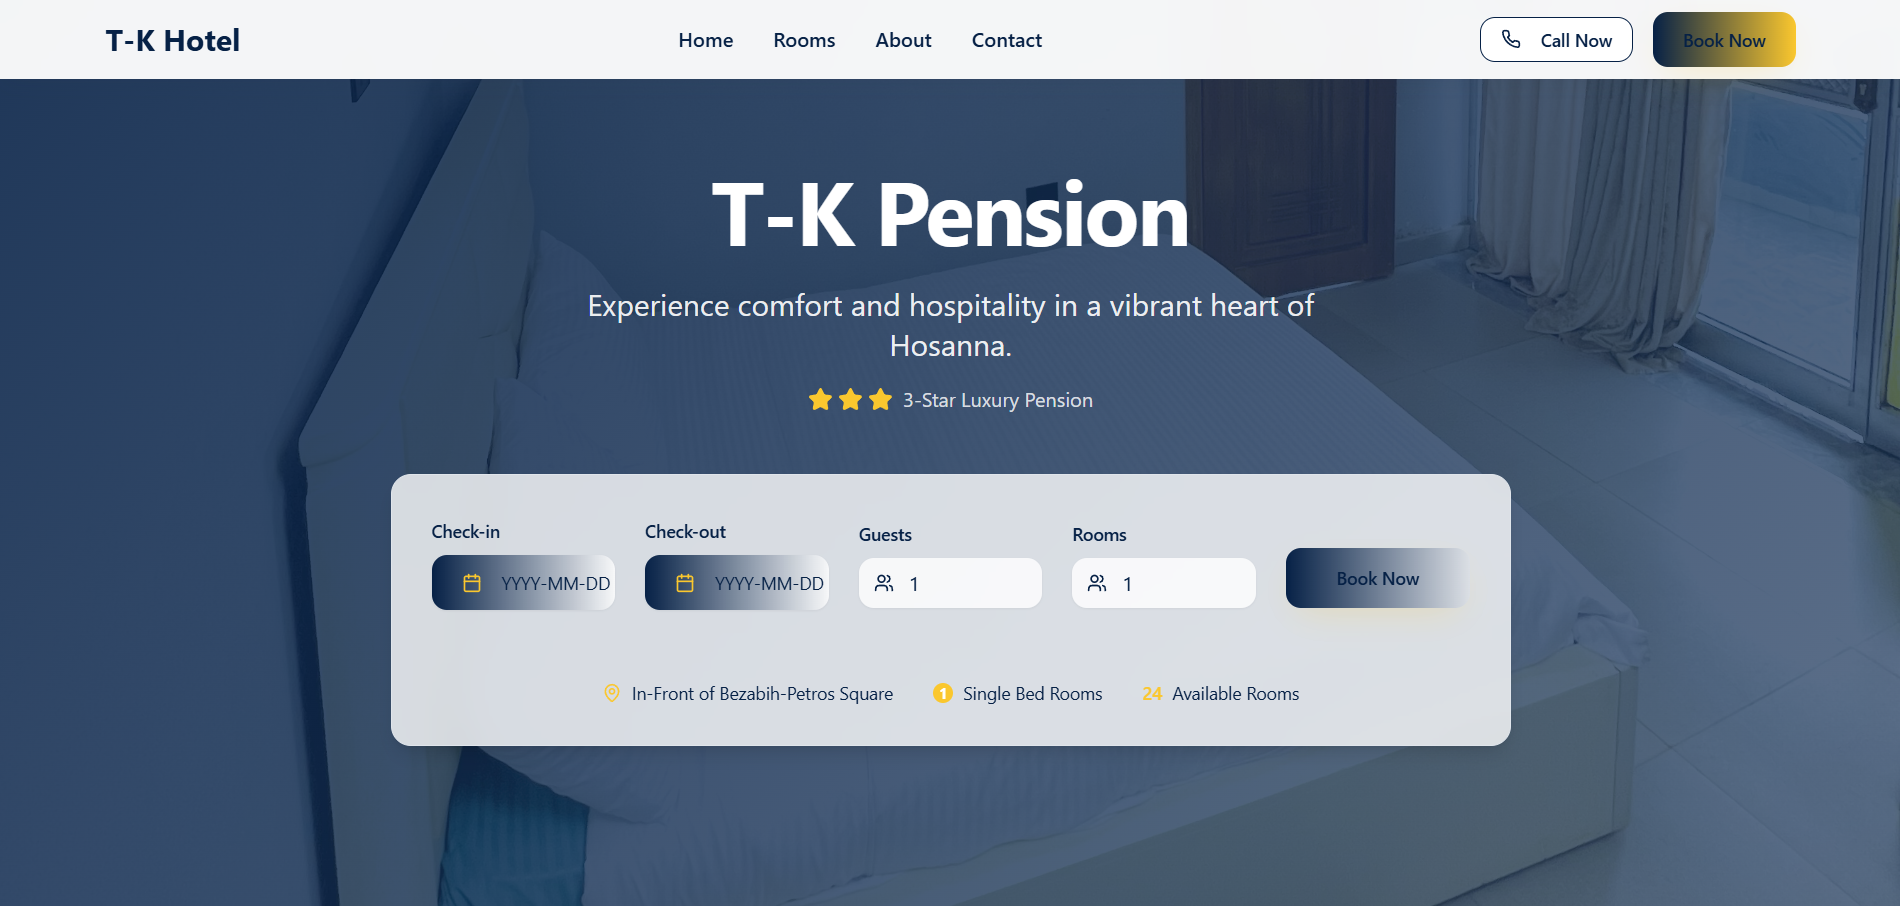 T-K Hotel
Home
Rooms
About
Contact
Call Now
Book Now
T-K Pension
Experience comfort and hospitality in a vibrant heart of
Hosanna.
3-Star Luxury Pension
Check-in
Check-out
Guests
Rooms
YYYY-MM-DD
YYYY-MM-DD
1
1
Book Now
In-Front of Bezabih-Petros Square
1 Single Bed Rooms
24 Available Rooms